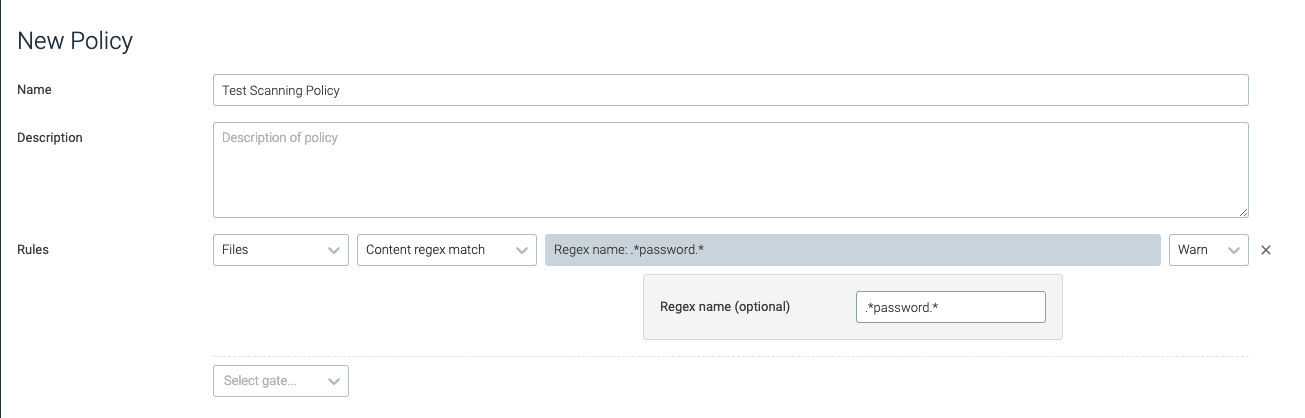 New Policy
Name
Test Scanning Policy
Description
Description of policy
Rules
Files
Content regex match
Regex name: .*password.*
Warn
Regex name (optional)
.*password.*
Select gate...